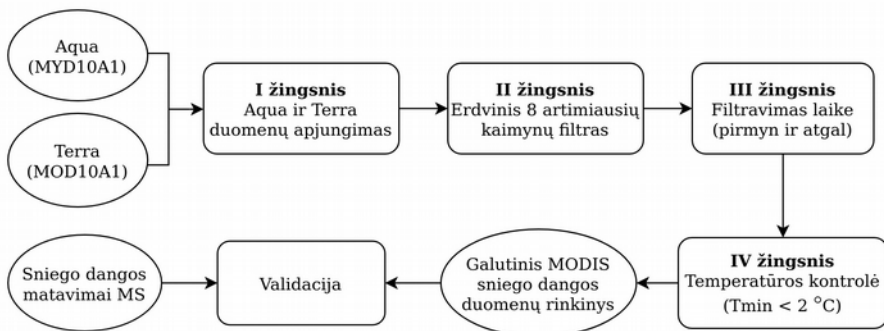 Aqua
(MYD10A1)
Terra
(MOD10A1)
I žingsnis
Aqua ir Terra
duomenų apjungimas
II žingsnis
Erdvinis 8 artimiausių
kaimynų filtras
III žingsnis
Filtravimas laike
(pirmyn ir atgal)
IV žingsnis
Temperatūros kontrolė
(Tmin < 2 °C)
Galutinis MODIS
sniego dangos
duomenų rinkinys
Validacija
Sniego dangos
matavimai MS